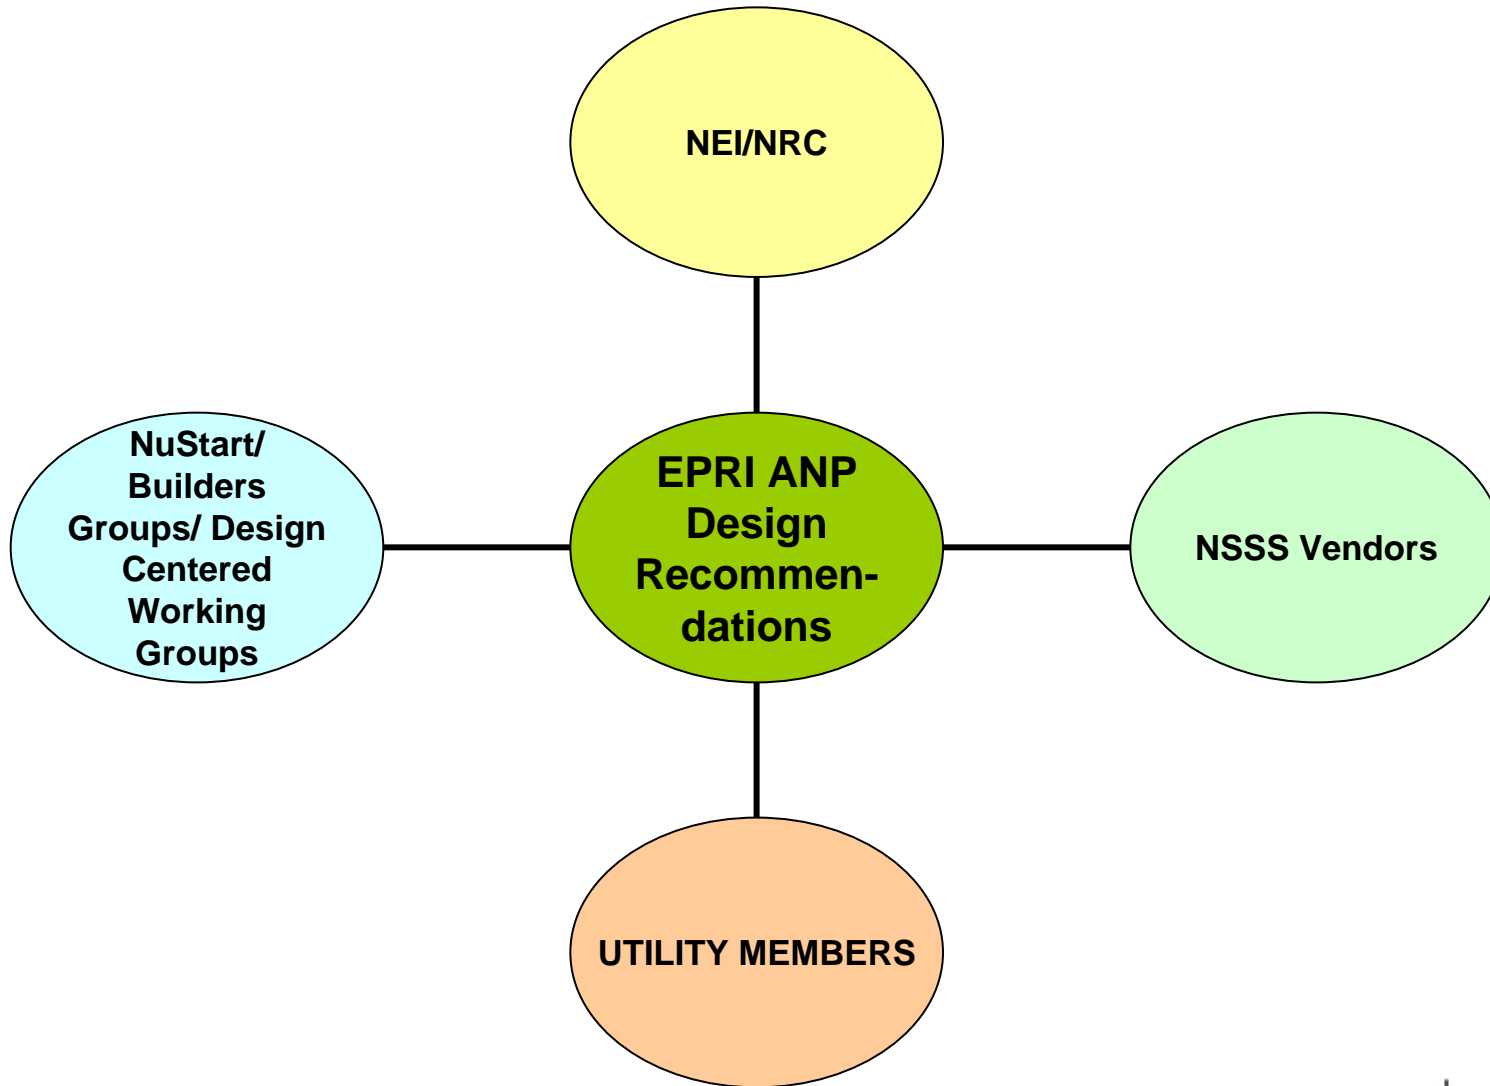 NEI/NRC
NuStart/
Builders
Groups/ Design
Centered
Working
Groups
EPRI ANP
Design
Recommen-
dations
NSSS Vendors
UTILITY MEMBERS